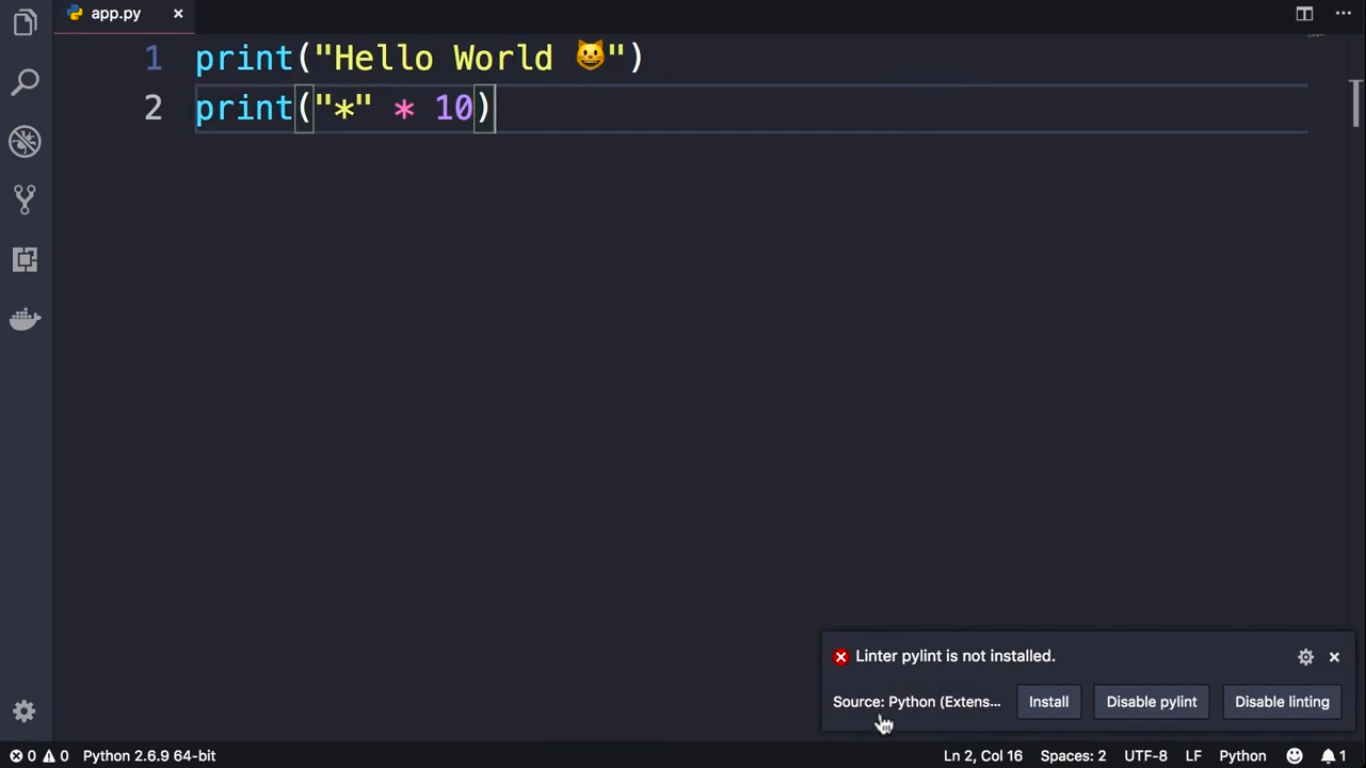 app.py
1 print("Hello World 😺")
2 print("*" * 10)
Linter pylint is not installed.
Source: Python (Extens... Install Disable pylint Disable linting
0 0 Python 2.6.9 64-bit Ln 2, Col 16 Spaces: 2 UTF-8 LF Python 1